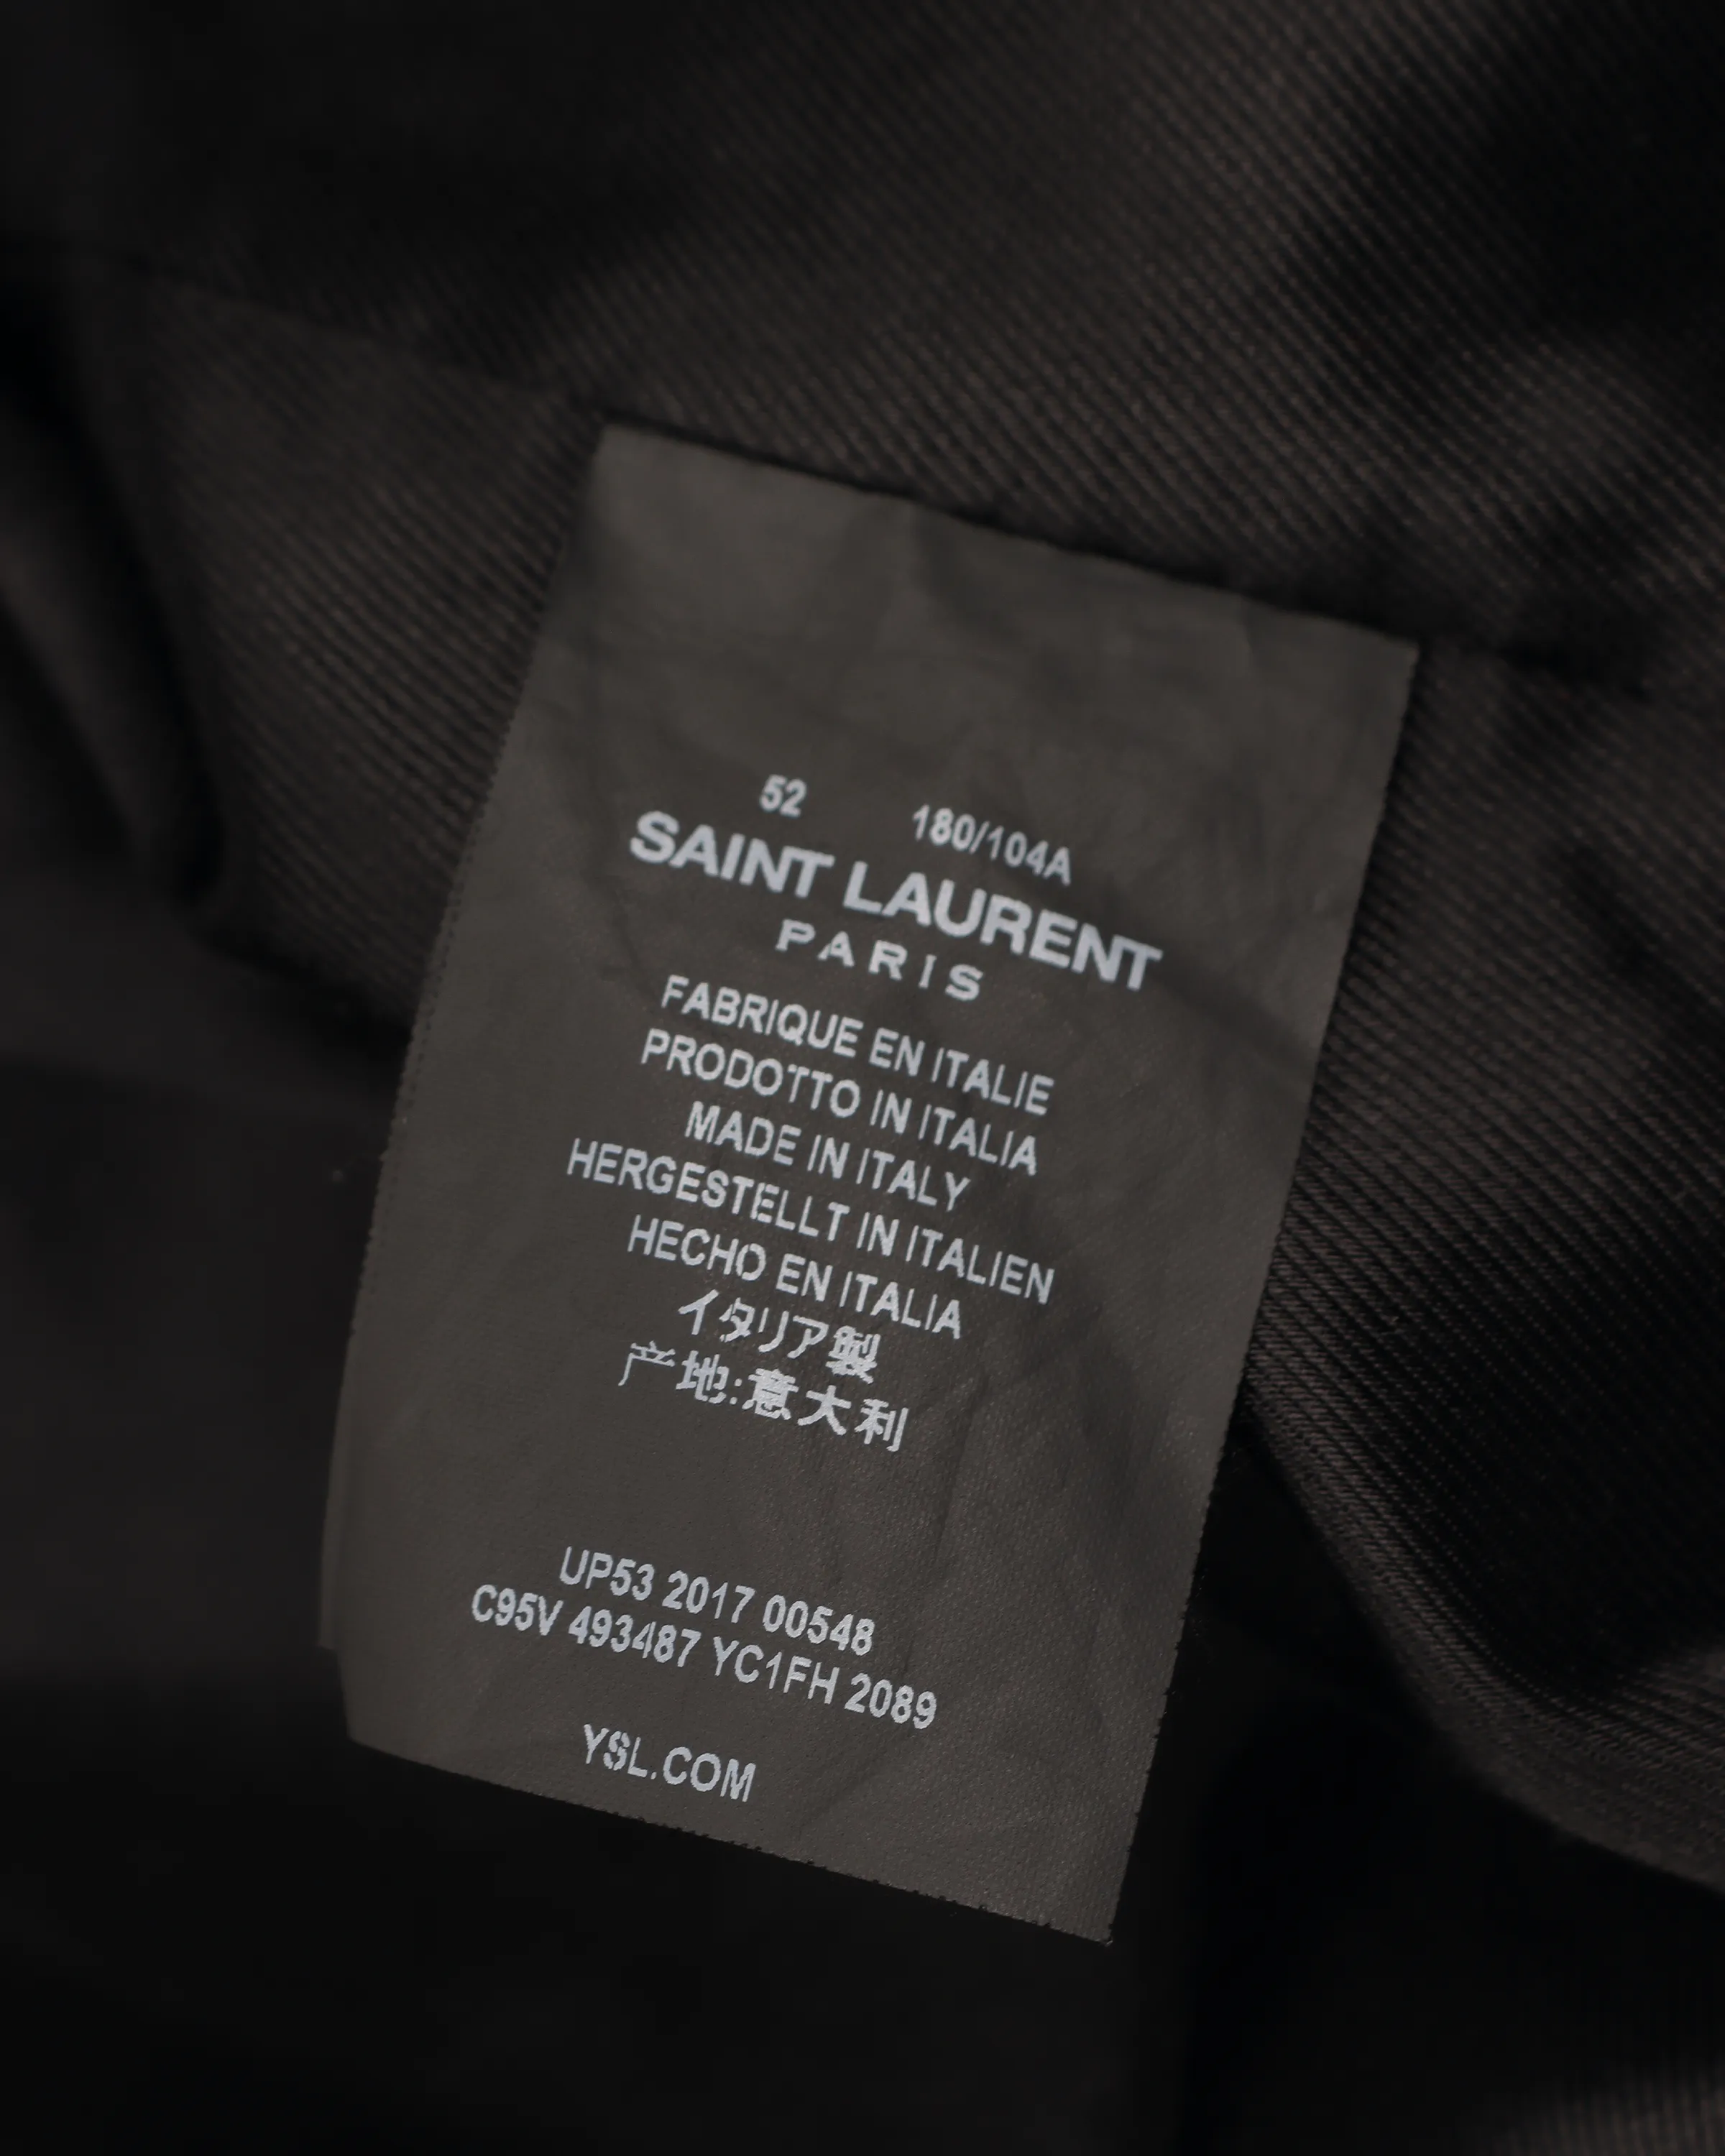 52 180/104A
SAINT LAURENT
PARIS
FABRIQUE EN ITALIE
PRODOTTO IN ITALIA
MADE IN ITALY
HERGESTELLT IN ITALIEN
HECHO EN ITALIA
イタリア製
产地:意大利
UP53 2017 00548
C95V 493487 YC1FH 2089
YSL.COM